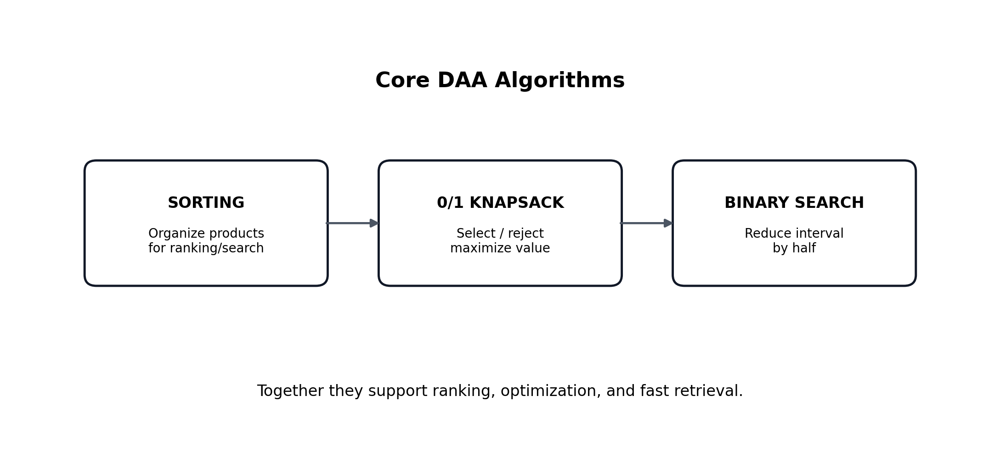 Core DAA Algorithms
SORTING
Organize products
for ranking/search
0/1 KNAPSACK
Select / reject
maximize value
BINARY SEARCH
Reduce interval
by half
Together they support ranking, optimization, and fast retrieval.